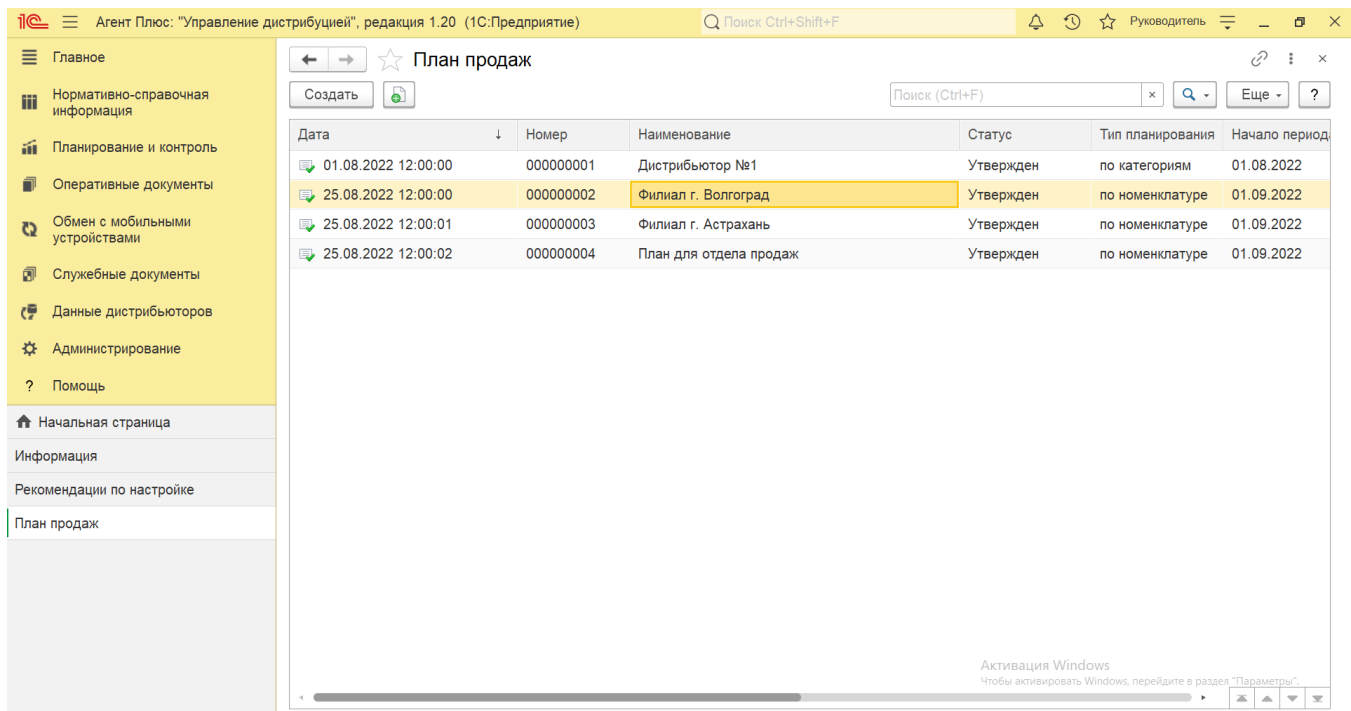 1С Агент Плюс: "Управление дистрибуцией", редакция 1.20 (1С:Предприятие) Поиск Ctrl+Shift+F Руководитель
Главное
Нормативно-справочная
информация
Планирование и контроль
Оперативные документы
Обмен с мобильными
устройствами
Служебные документы
Данные дистрибьюторов
Администрирование
? Помощь
Начальная страница
Информация
Рекомендации по настройке
План продаж
План продаж
Создать Поиск (Ctrl+F) × Еще ?
Дата ↓ Номер Наименование Статус Тип планирования Начало период
01.08.2022 12:00:00 000000001 Дистрибьютор №1 Утвержден по категориям 01.08.2022
25.08.2022 12:00:00 000000002 Филиал г. Волгоград Утвержден по номенклатуре 01.09.2022
25.08.2022 12:00:01 000000003 Филиал г. Астрахань Утвержден по номенклатуре 01.09.2022
25.08.2022 12:00:02 000000004 План для отдела продаж Утвержден по номенклатуре 01.09.2022
Активация Windows
Чтобы активировать Windows, перейдите в раздел "Параметры".